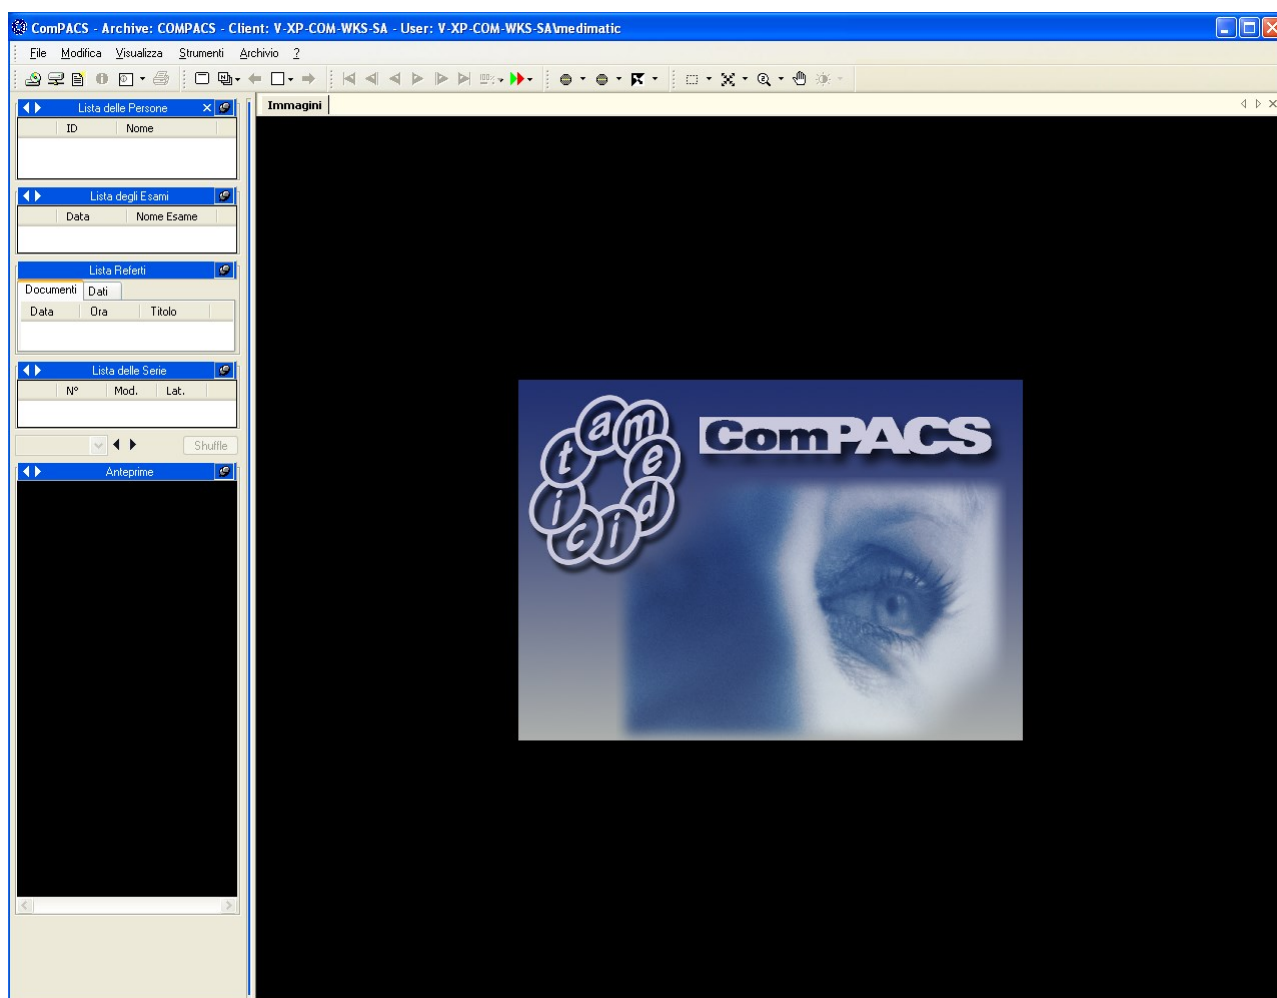 ComPACS - Archive: COMPACS - Client: V-XP-COM-WKS-SA - User: V-XP-COM-WKS-SA\medimatic
File Modifica Visualizza Strumenti Archivio ?
Lista delle Persone
ID Nome
Lista degli Esami
Data Nome Esame
Lista Referti
Documenti Dati
Data Ora Titolo
Lista delle Serie
N° Mod. Lat.
Shuffle
Anteprime
Immagini
medimatic
ComPACS